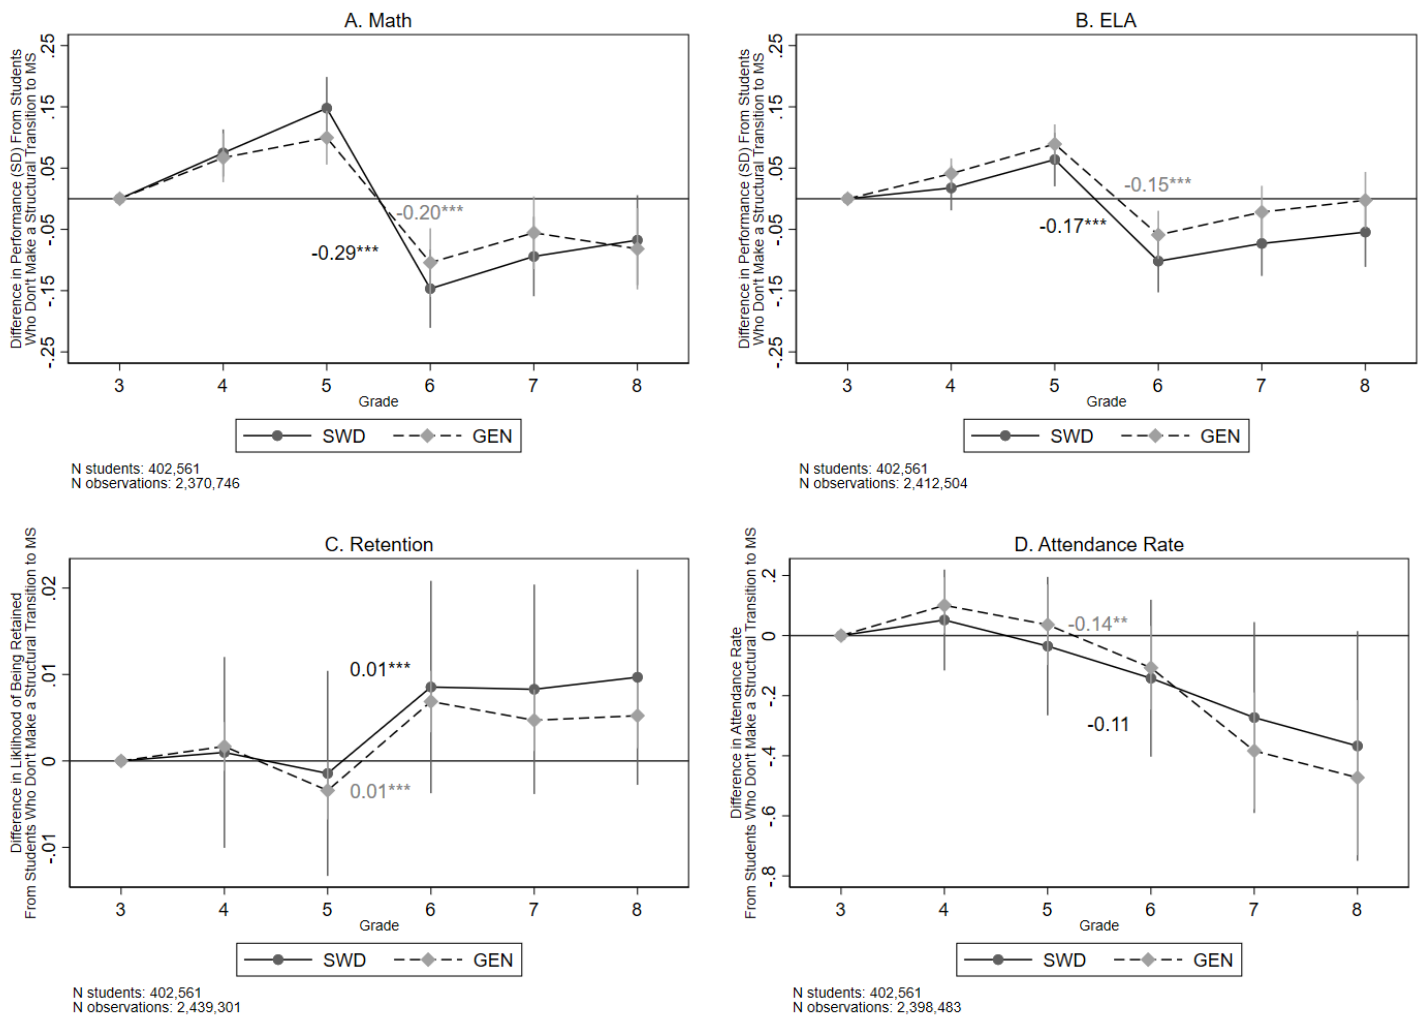 A. Math
Difference in Performance (SD) From Students
Who Don't Make a Structural Transition to MS
.25
.15
.05
-.05
-.15
-.25
-0.20***
-0.29***
3 4 5 6 7 8
Grade
SWD GEN
N students: 402,561
N observations: 2,370,746
B. ELA
Difference in Performance (SD) From Students
Who Don't Make a Structural Transition to MS
.25
.15
.05
-.05
-.15
-.25
-0.15***
-0.17***
3 4 5 6 7 8
Grade
SWD GEN
N students: 402,561
N observations: 2,412,504
C. Retention
Difference in Liklihood of Being Retained
From Students Who Don't Make a Structural Transition to MS
.02
.01
0
-.01
0.01***
0.01***
3 4 5 6 7 8
Grade
SWD GEN
N students: 402,561
N observations: 2,439,301
D. Attendance Rate
Difference in Attendance Rate
From Students Who Don't Make a Structural Transition to MS
.2
0
-.2
-.4
-.6
-.8
-0.14**
-0.11
3 4 5 6 7 8
Grade
SWD GEN
N students: 402,561
N observations: 2,398,483